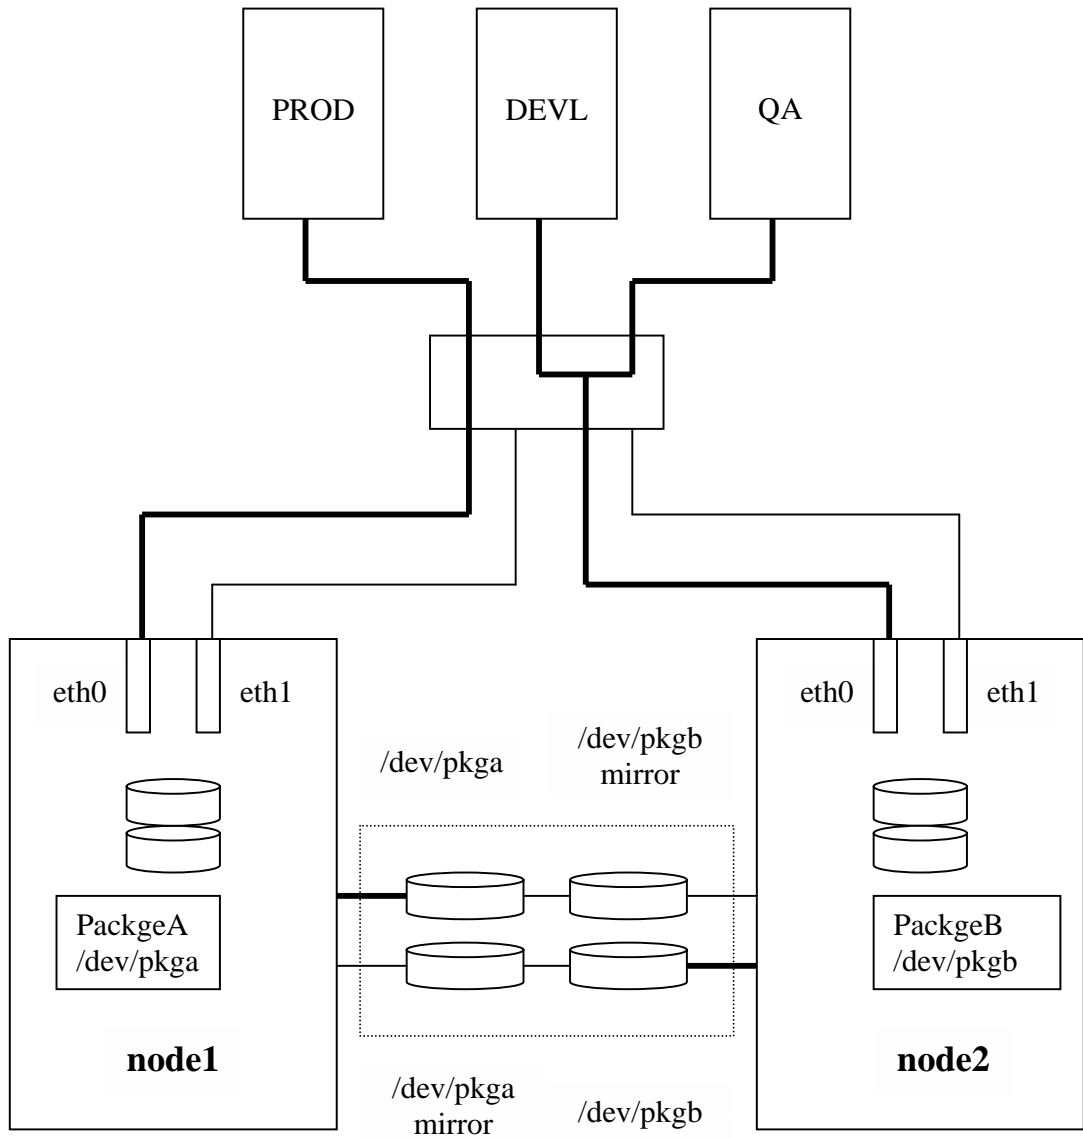 PROD
DEVL
QA
eth0
eth1
eth0
eth1
/dev/pkga
/dev/pkgb
mirror
PackgeA
/dev/pkga
PackgeB
/dev/pkgb
node1
node2
/dev/pkga
mirror
/dev/pkgb